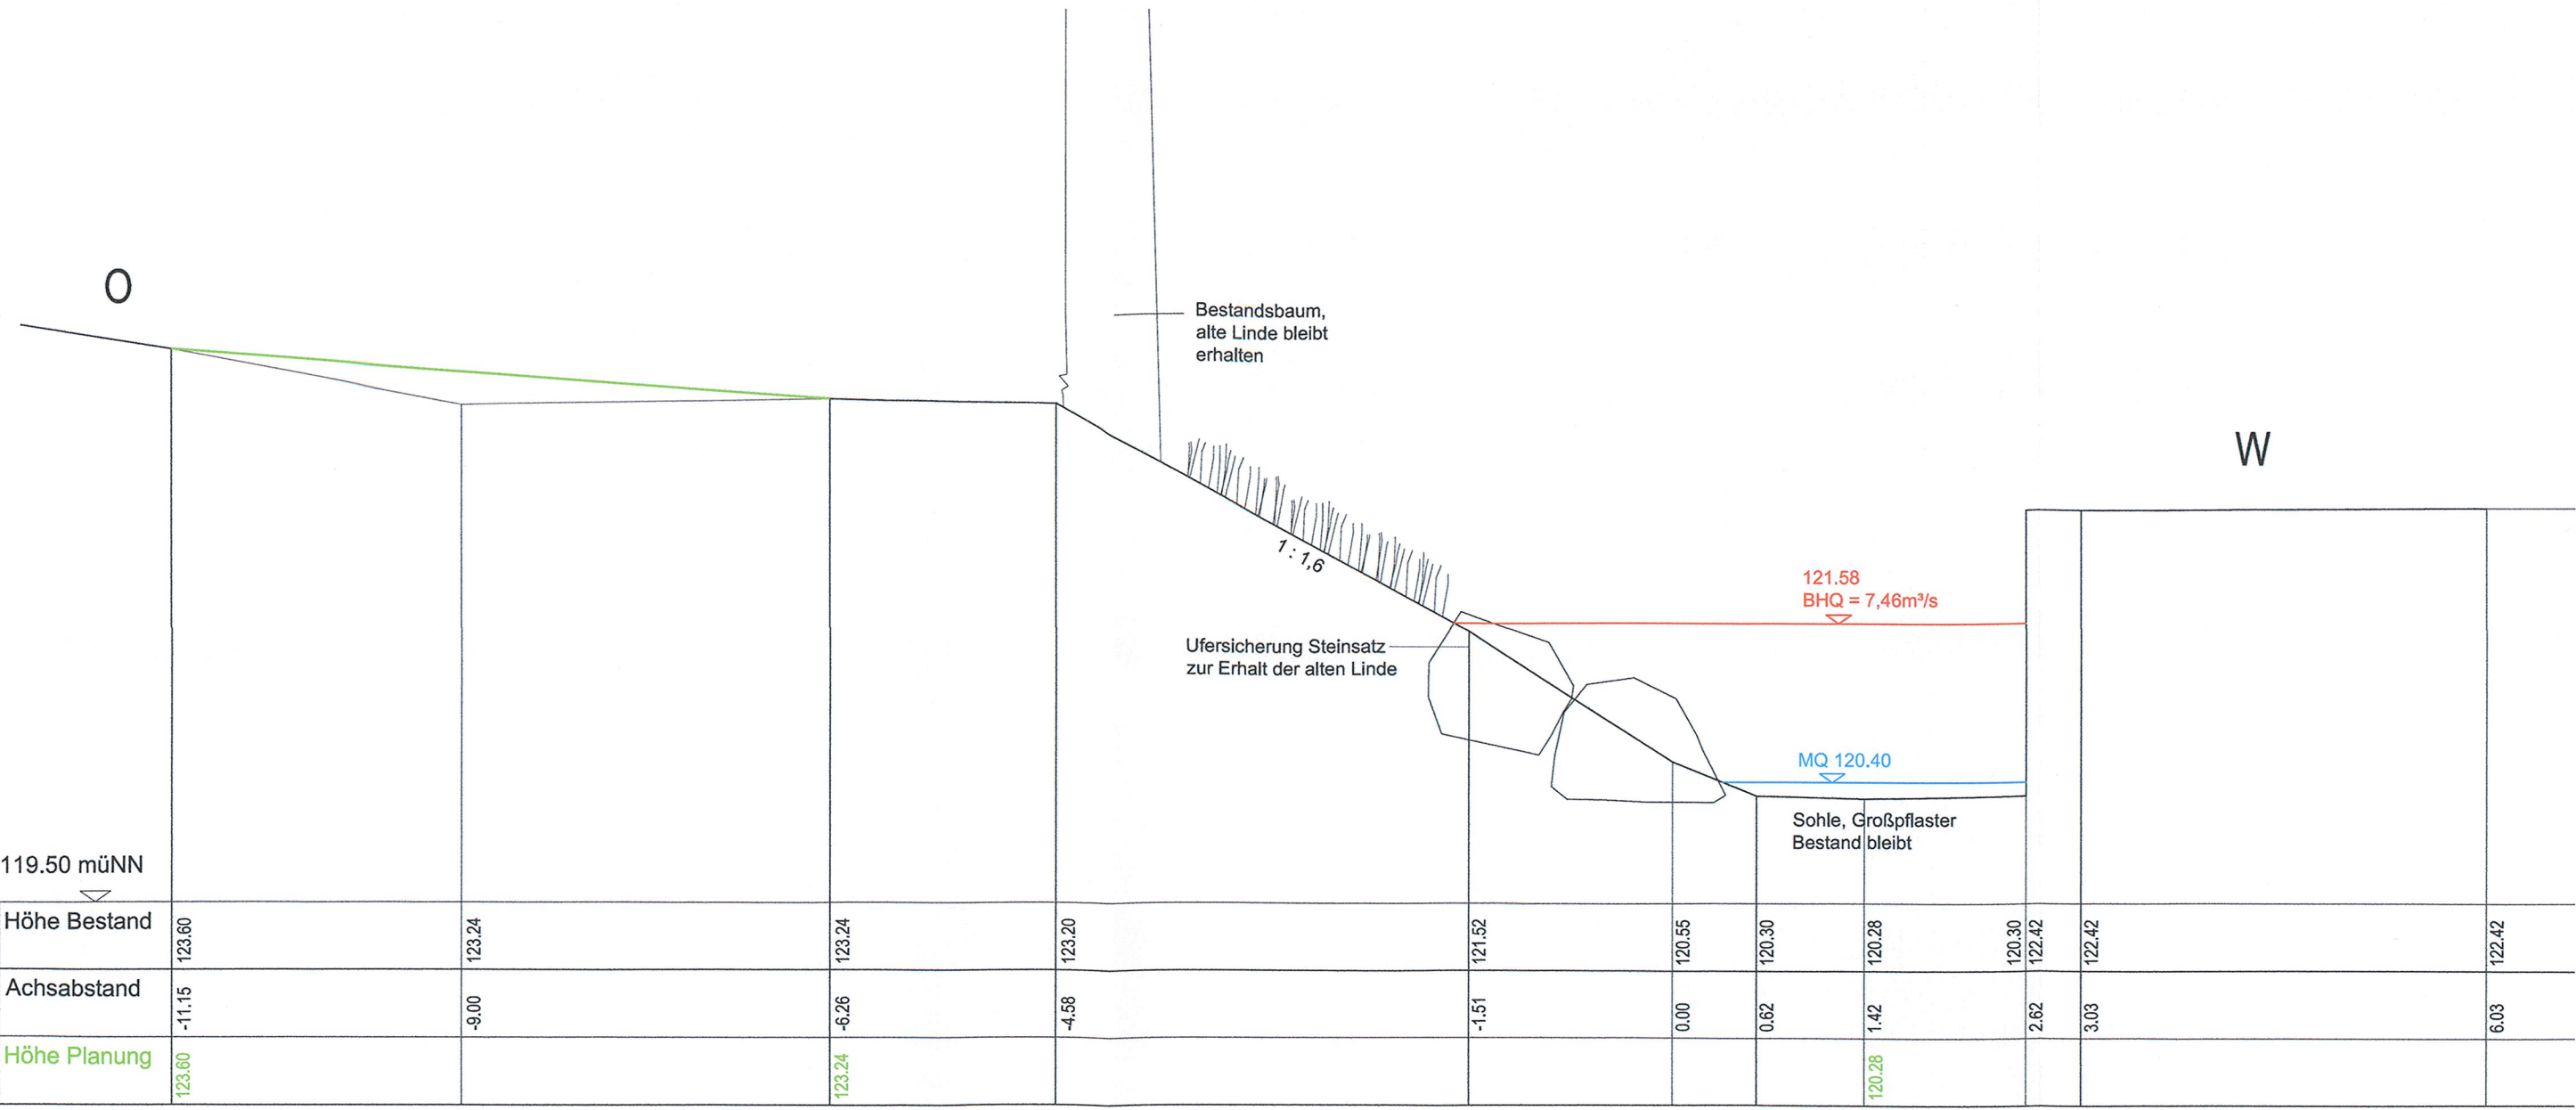 O
Bestandsbaum,
alte Linde bleibt
erhalten
W
1 : 1,6
121.58
BHQ = 7,46m³/s
Ufersicherung Steinsatz
zur Erhalt der alten Linde
MQ 120.40
Sohle, Großpflaster
Bestand bleibt
119.50 müNN
Höhe Bestand 123.60 123.24 123.24 123.20 121.52 120.55 120.30 120.28 120.30 122.42 122.42 122.42
Achsabstand -11.15 -9.00 -6.26 -4.58 -1.51 0.00 0.62 1.42 2.62 3.03 6.03
Höhe Planung 123.60 123.24 120.28